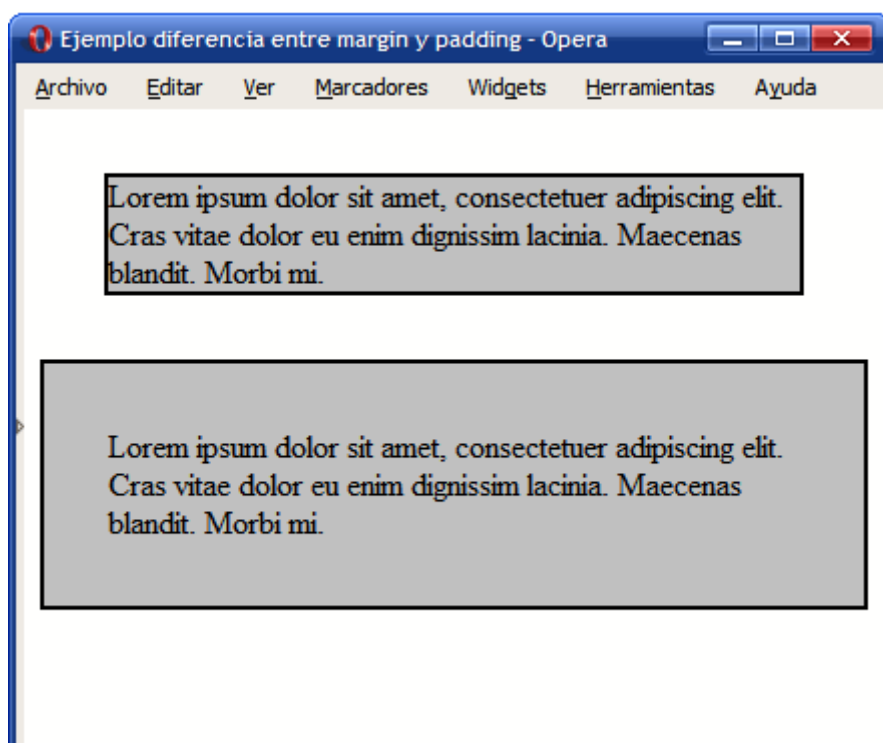 Ejemplo diferencia entre margin y padding - Opera
Archivo Editar Ver Marcadores Widgets Herramientas Ayuda
Lorem ipsum dolor sit amet, consectetuer adipiscing elit.
Cras vitae dolor eu enim dignissim lacinia. Maecenas
blandit. Morbi mi.
Lorem ipsum dolor sit amet, consectetuer adipiscing elit.
Cras vitae dolor eu enim dignissim lacinia. Maecenas
blandit. Morbi mi.